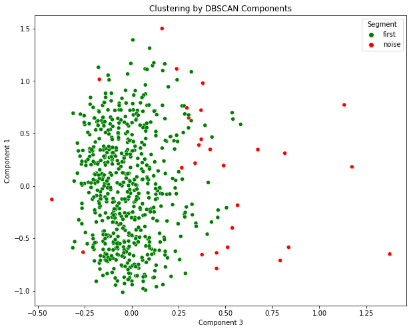 Clustering by DBSCAN Components
Segment
first
noise
1.5
1.0
0.5
0.0
−0.5
−1.0
Component 1
−0.50
−0.25
0.00
0.25
0.50
0.75
1.00
1.25
Component 3